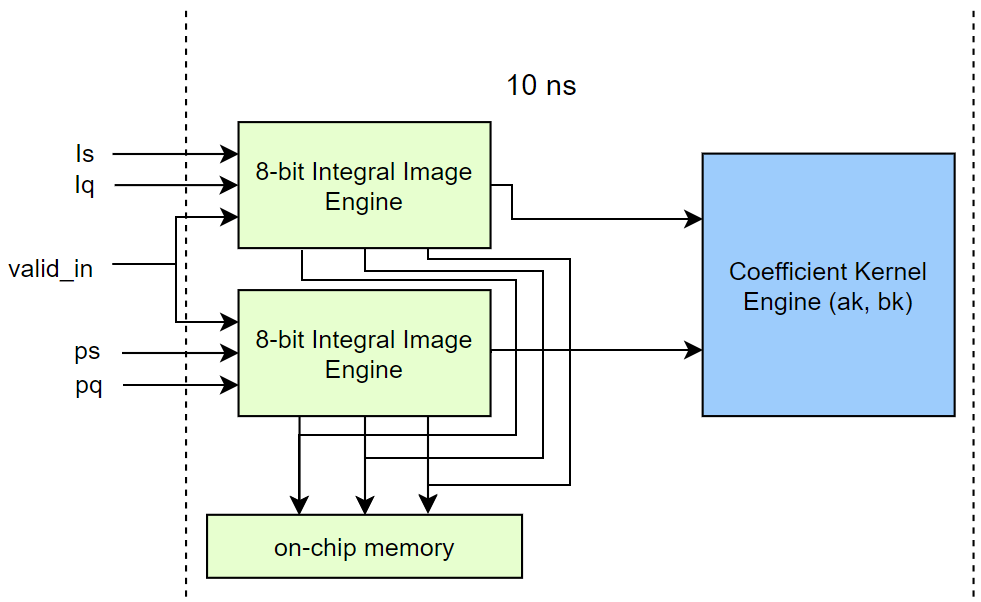 10 ns
Is
Iq
valid_in
ps
pq
8-bit Integral Image
Engine
8-bit Integral Image
Engine
on-chip memory
Coefficient Kernel
Engine (ak, bk)